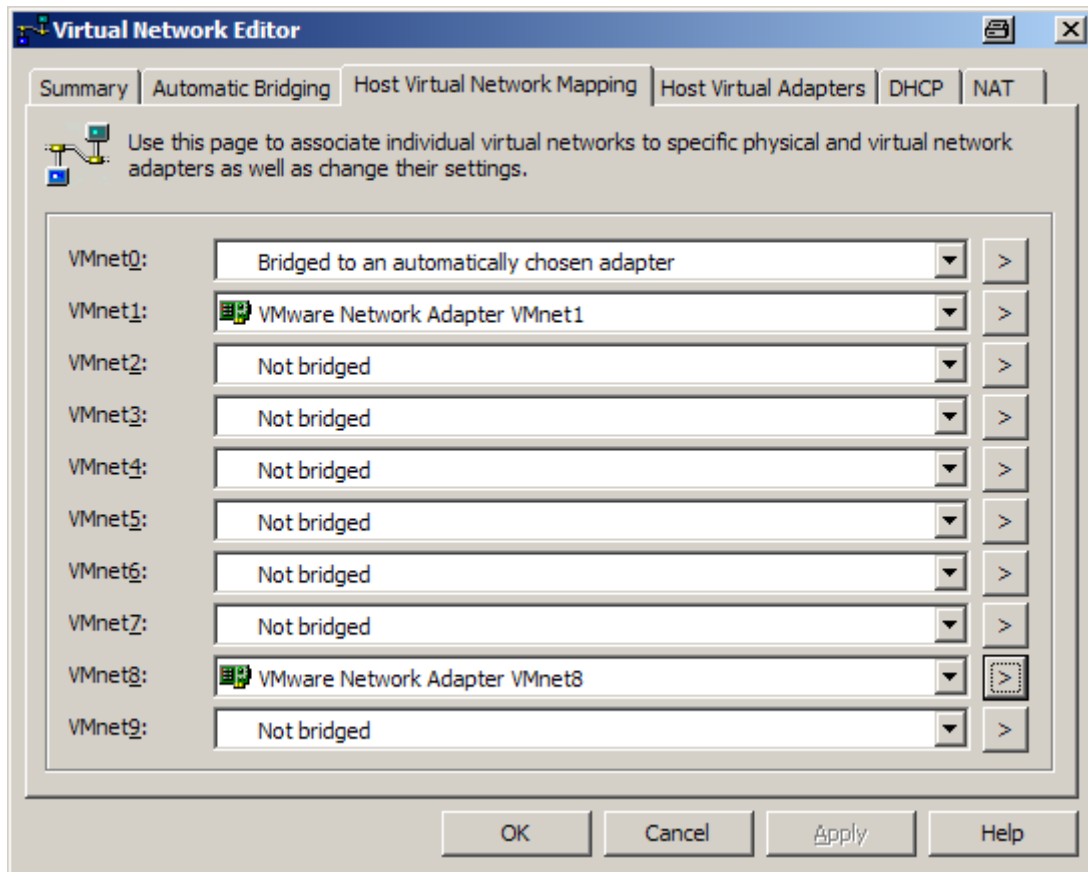 Virtual Network Editor
Summary Automatic Bridging Host Virtual Network Mapping Host Virtual Adapters DHCP NAT
Use this page to associate individual virtual networks to specific physical and virtual network
adapters as well as change their settings.
VMnet0: Bridged to an automatically chosen adapter >
VMnet1: VMware Network Adapter VMnet1 >
VMnet2: Not bridged >
VMnet3: Not bridged >
VMnet4: Not bridged >
VMnet5: Not bridged >
VMnet6: Not bridged >
VMnet7: Not bridged >
VMnet8: VMware Network Adapter VMnet8 >
VMnet9: Not bridged >
OK Cancel Apply Help